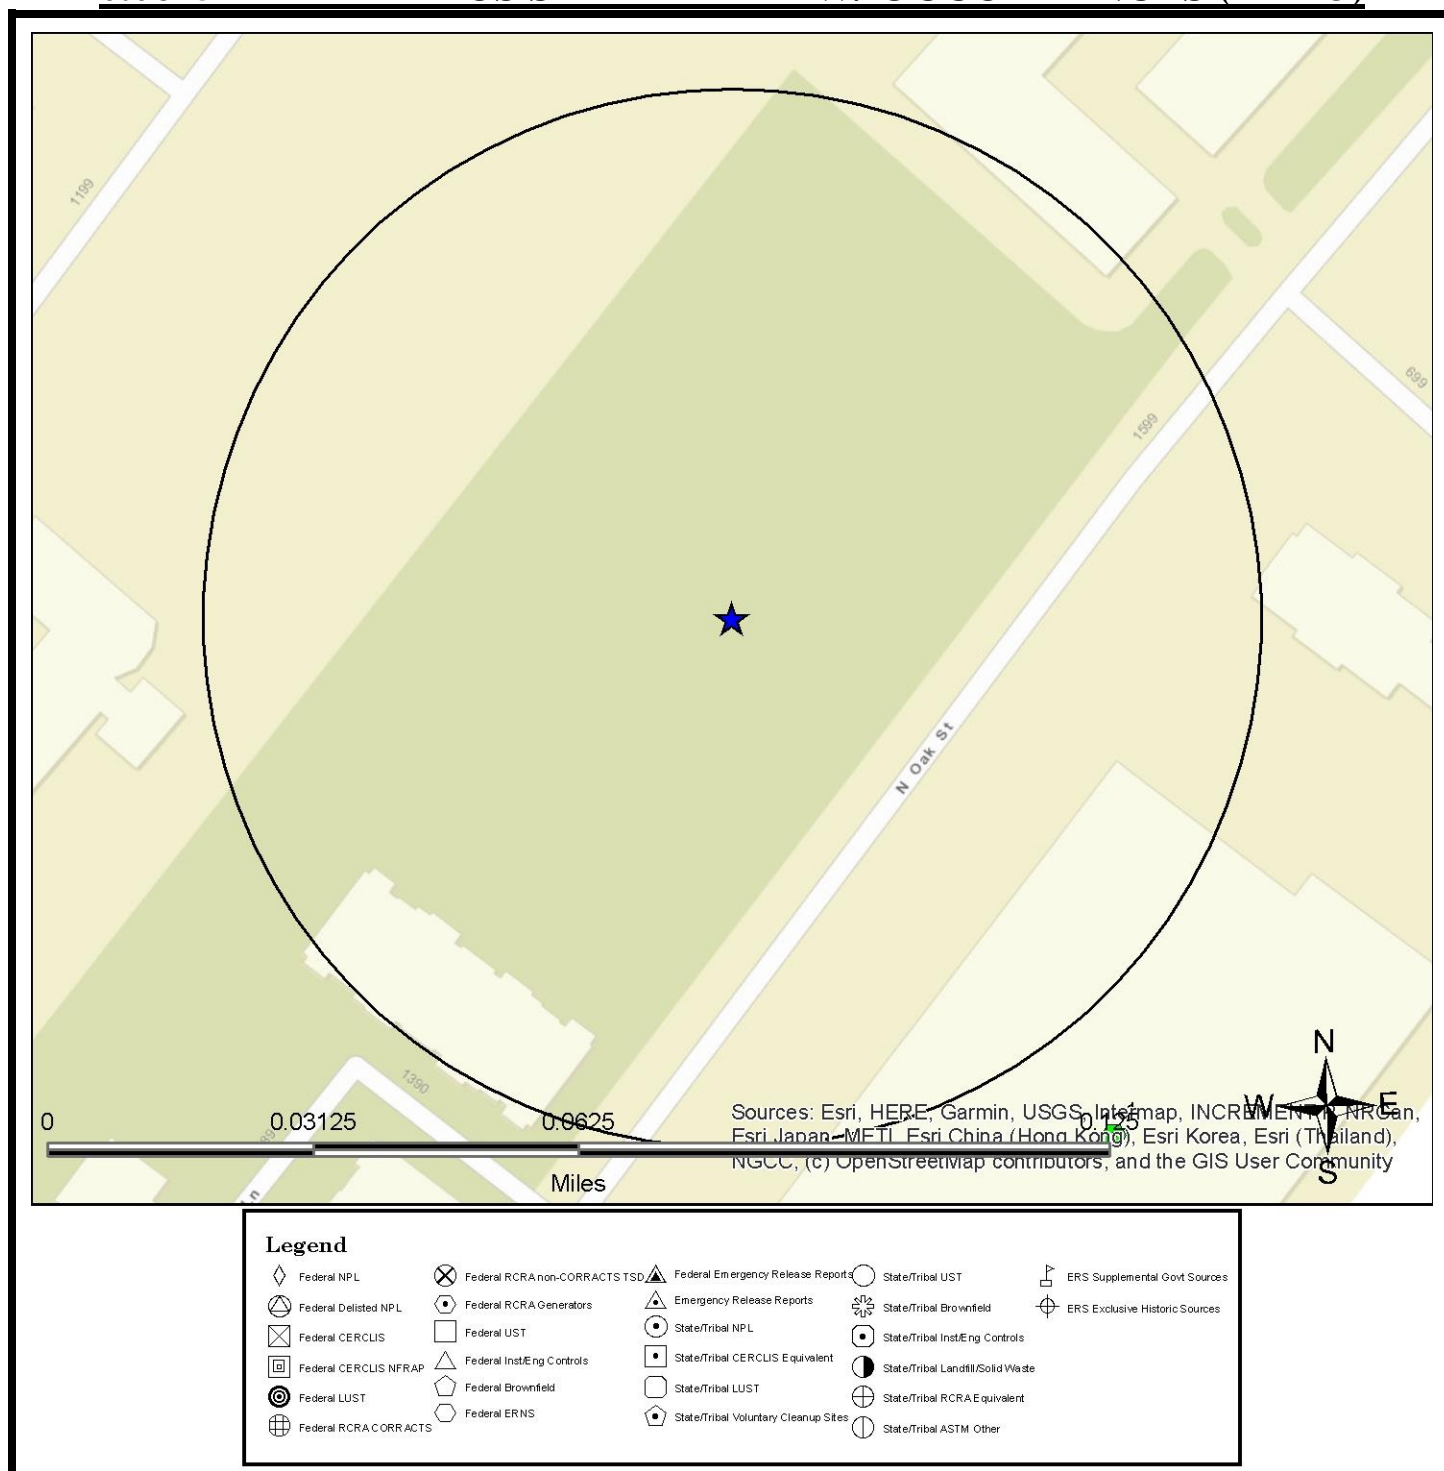 1199
699
1599
N Oak St
1390
Ln
0 0.03125 0.0625 0.125
Miles
N
W E
S
Sources: Esri, HERE, Garmin, USGS, Intermap, INCREMENT P, NRCan,
Esri Japan, METI, Esri China (Hong Kong), Esri Korea, Esri (Thailand),
NGCC, (c) OpenStreetMap contributors, and the GIS User Community
Legend
Federal NPL
Federal Delisted NPL
Federal CERCLIS
Federal CERCLIS NFRAP
Federal LUST
Federal RCRA CORRACTS
Federal RCRA non-CORRACTS TSD
Federal RCRA Generators
Federal UST
Federal Inst/Eng Controls
Federal Brownfield
Federal ERNS
Federal Emergency Release Reports
Emergency Release Reports
State/Tribal NPL
State/Tribal CERCLIS Equivalent
State/Tribal LUST
State/Tribal Voluntary Cleanup Sites
State/Tribal UST
State/Tribal Brownfield
State/Tribal Inst/Eng Controls
State/Tribal Landfill/Solid Waste
State/Tribal RCRA Equivalent
State/Tribal ASTM Other
ERS Supplemental Govt Sources
ERS Exclusive Historic Sources